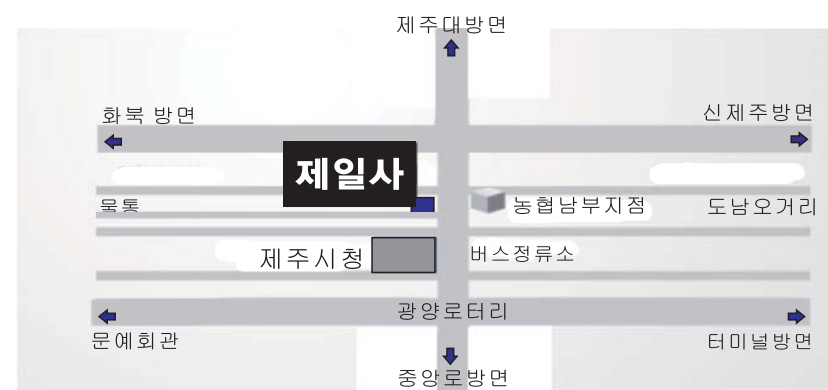 제주대방면
화북 방면
신제주방면
제일사
물통
농협남부지점
도남오거리
제주시청
버스정류소
광양로터리
문예회관
터미널방면
중앙로방면